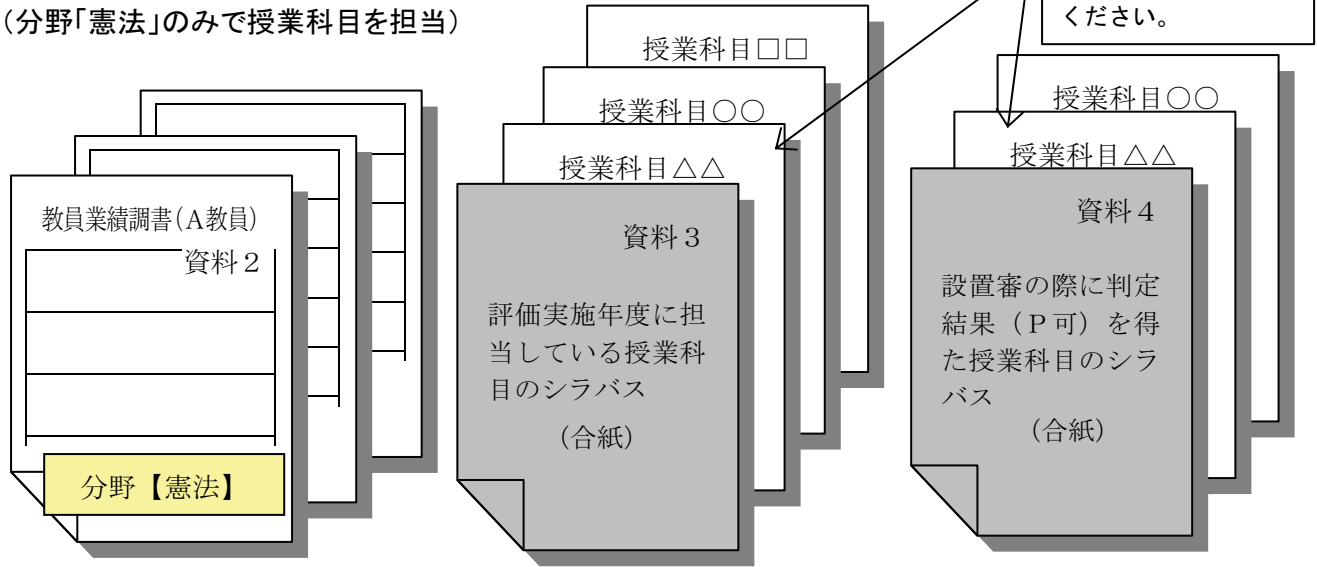 （分野「憲法」のみで授業科目を担当）
ください。
教員業績調書（A教員）
資料２
分野【憲法】
授業科目□□
授業科目○○
授業科目△△
資料３
評価実施年度に担
当している授業科
目のシラバス
（合紙）
授業科目○○
授業科目△△
資料４
設置審の際に判定
結果（Ｐ可）を得
た授業科目のシラ
バス
（合紙）